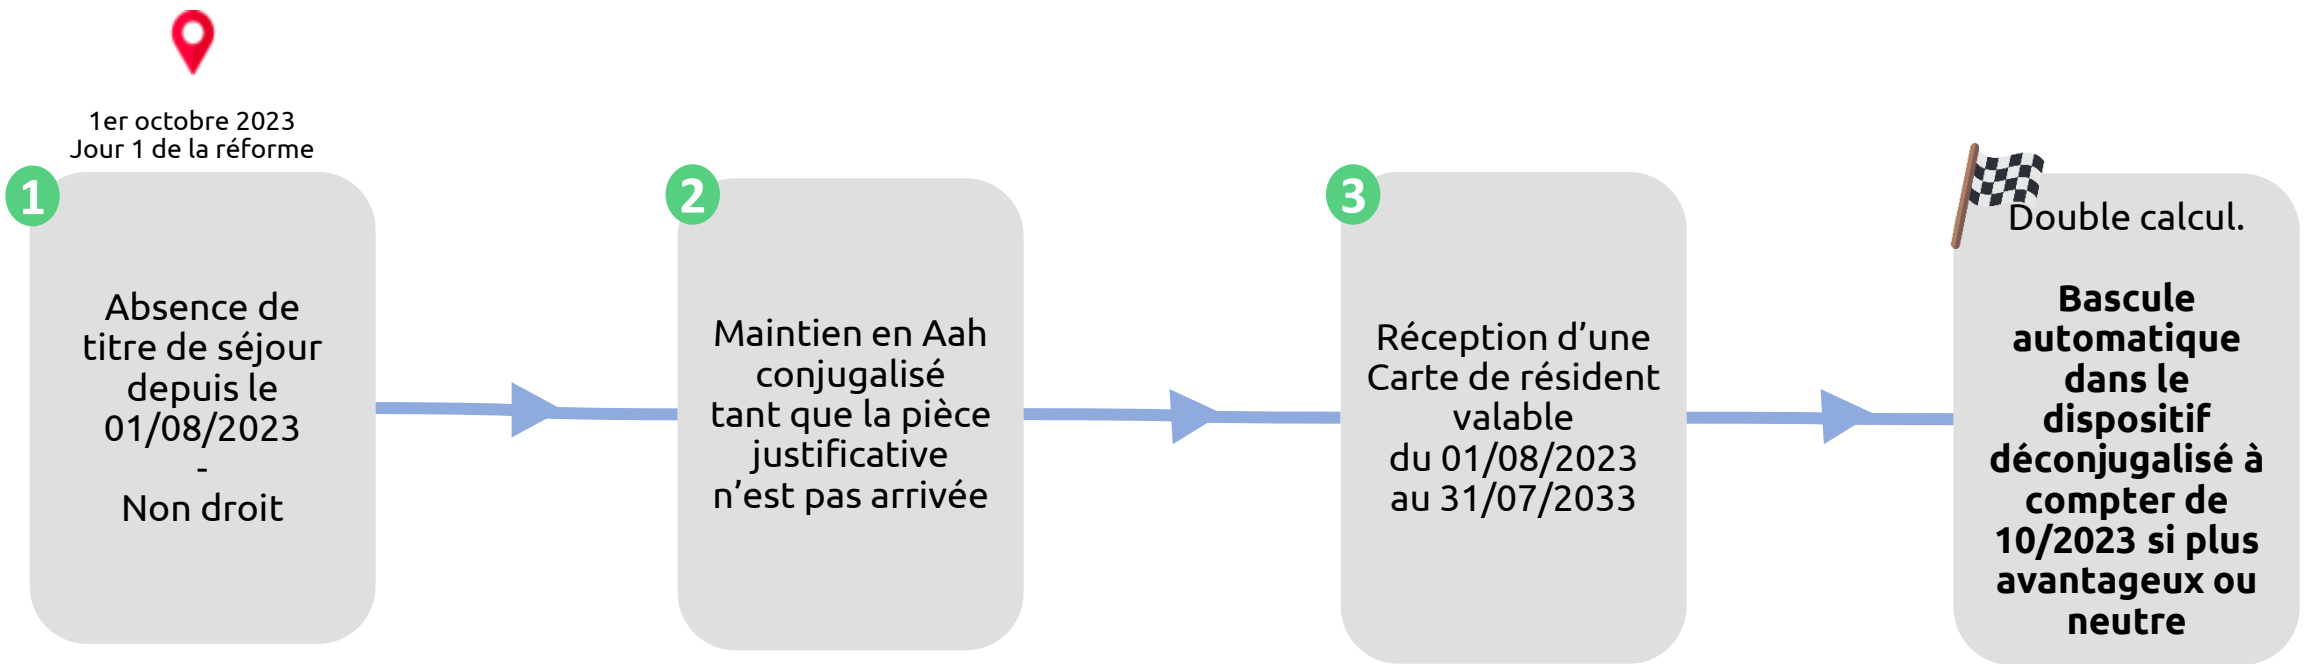 1er octobre 2023
Jour 1 de la réforme
1
Absence de
titre de séjour
depuis le
01/08/2023
-
Non droit
2
Maintien en Aah
conjugalisé
tant que la pièce
justificative
n’est pas arrivée
3
Réception d’une
Carte de résident
valable
du 01/08/2023
au 31/07/2033
Double calcul.
Bascule
automatique
dans le
dispositif
déconjugalisé à
compter de
10/2023 si plus
avantageux ou
neutre